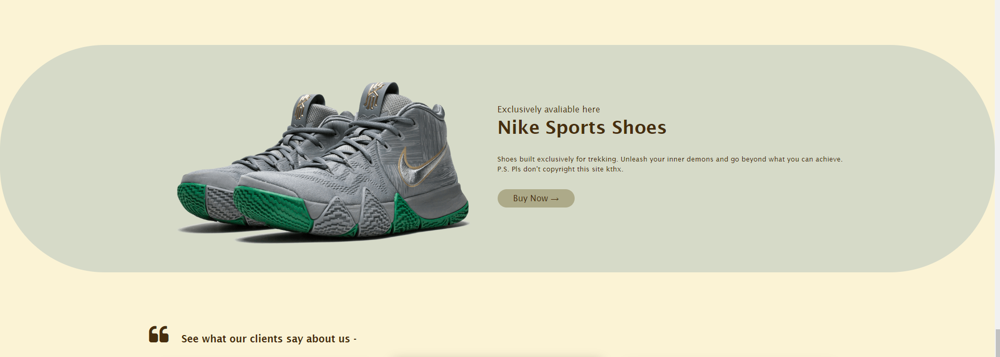 Exclusively avaliable here
Nike Sports Shoes
Shoes built exclusively for trekking. Unleash your inner demons and go beyond what you can achieve.
P.S. Pls don't copyright this site kthx.
Buy Now →
❝ See what our clients say about us -